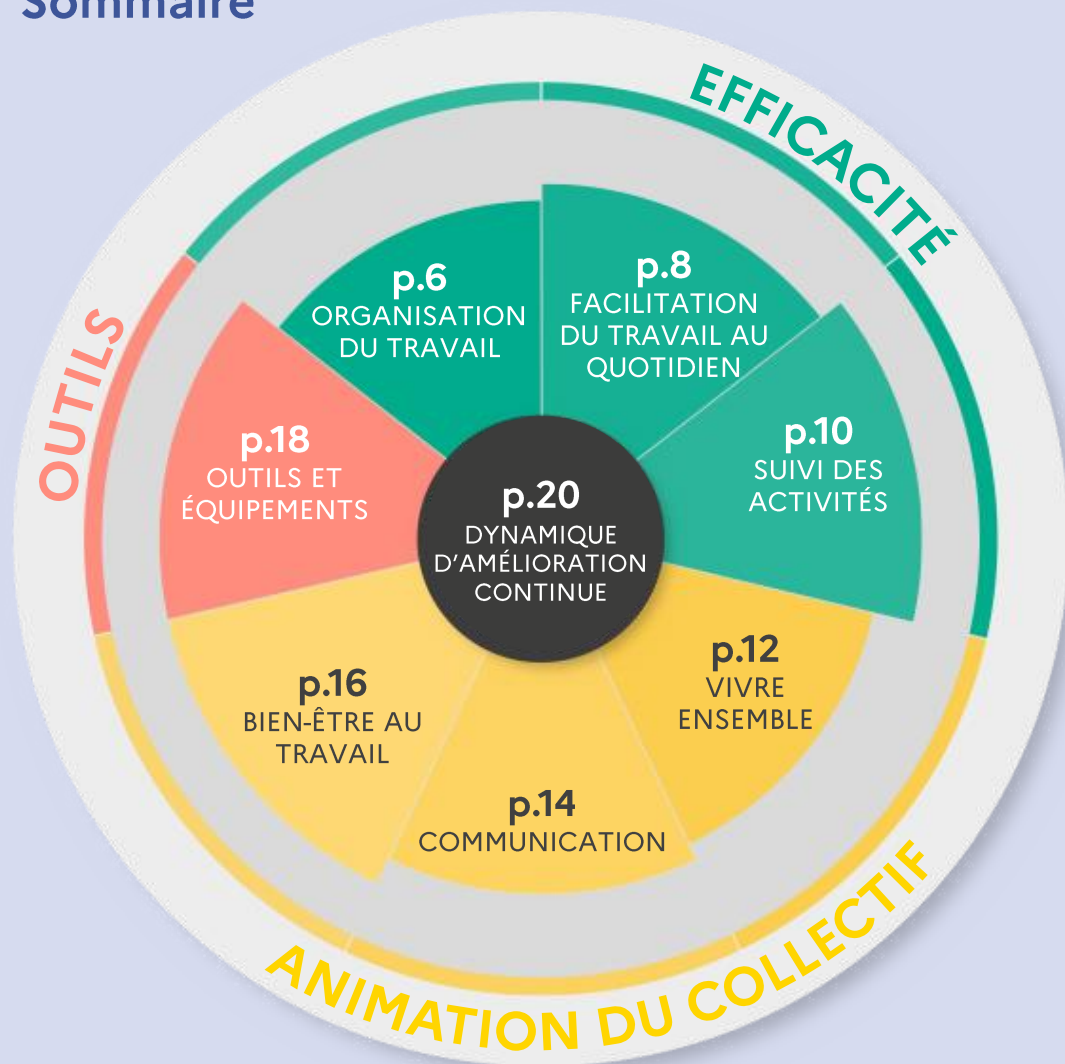 Sommaire
EFFICACITÉ
OUTILS
p.6
ORGANISATION
DU TRAVAIL
p.8
FACILITATION
DU TRAVAIL AU
QUOTIDIEN
p.10
SUIVI DES
ACTIVITÉS
p.18
OUTILS ET
ÉQUIPEMENTS
p.20
DYNAMIQUE
D’AMÉLIORATION
CONTINUE
p.12
VIVRE
ENSEMBLE
p.16
BIEN-ÊTRE AU
TRAVAIL
p.14
COMMUNICATION
ANIMATION DU COLLECTIF